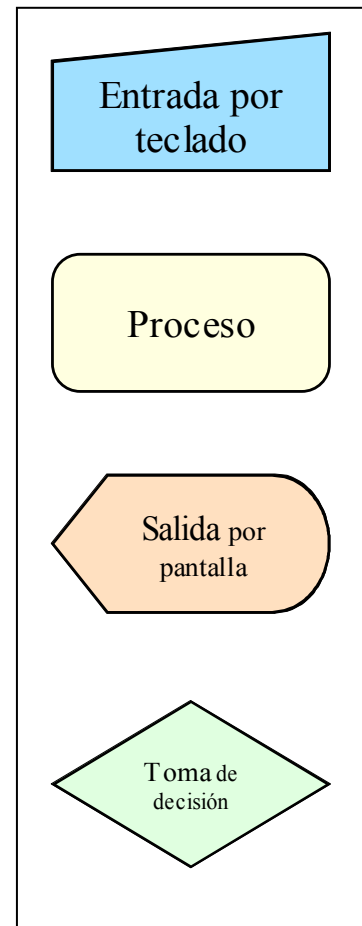 Entrada por
teclado
Proceso
Salida por
pantalla
Toma de
decisión